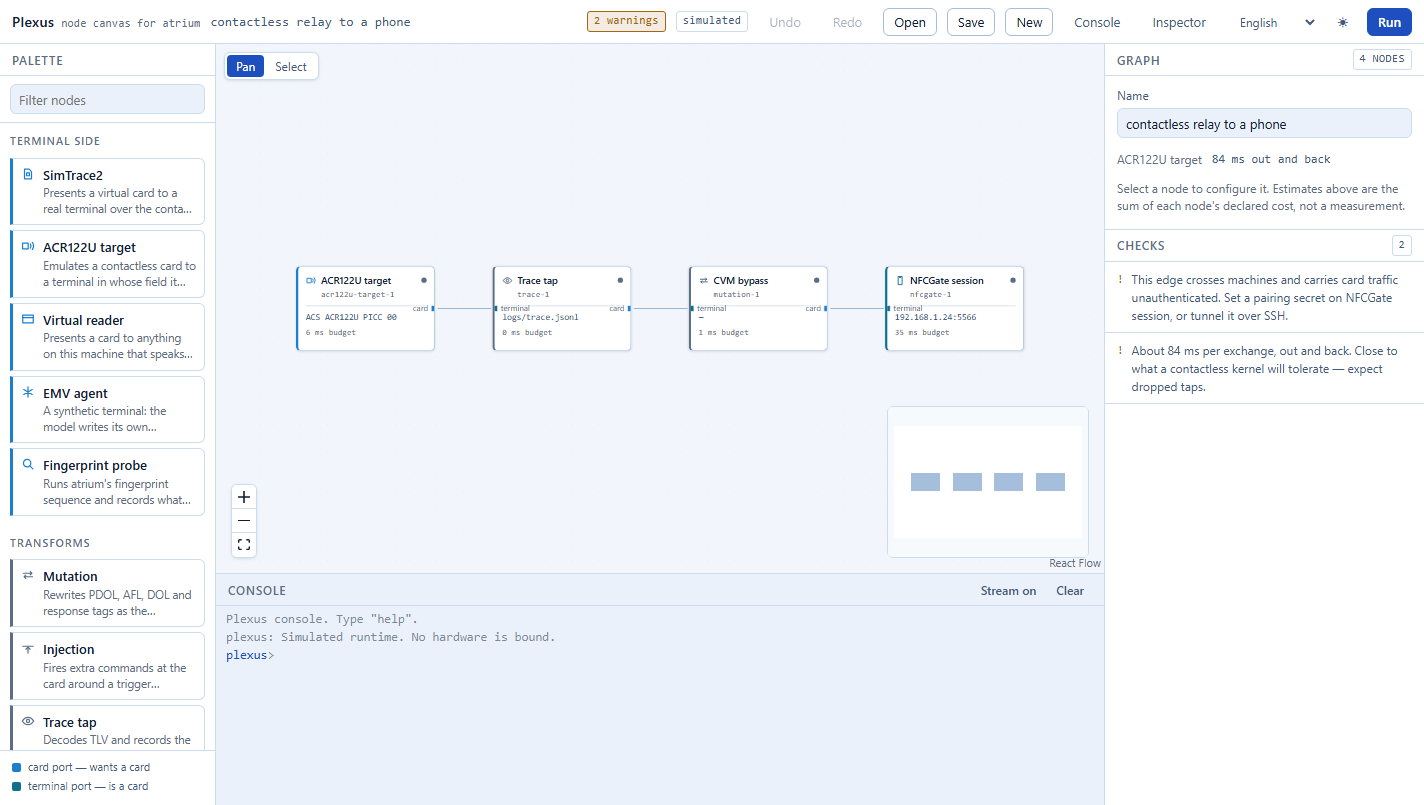 Plexus node canvas for atrium contactless relay to a phone
2 warnings
simulated
Undo
Redo
Open
Save
New
Console
Inspector
English
Run
PALETTE
Filter nodes
TERMINAL SIDE
SimTrace2
Presents a virtual card to a
real terminal over the conta...
ACR122U target
Emulates a contactless card to
a terminal in whose field it...
Virtual reader
Presents a card to anything
on this machine that speaks...
EMV agent
A synthetic terminal: the
model writes its own...
Fingerprint probe
Runs atrium's fingerprint
sequence and records what...
TRANSFORMS
Mutation
Rewrites PDOL, AFL, DOL and
response tags as the...
Injection
Fires extra commands at the
card around a trigger...
Trace tap
Decodes TLV and records the
card port — wants a card
terminal port — is a card
Pan
Select
ACR122U target
acr122u-target-1
card
ACS ACR122U PICC 00
6 ms budget
Trace tap
trace-1
terminal
card
logs/trace.jsonl
0 ms budget
CVM bypass
mutation-1
terminal
card
—
1 ms budget
NFCGate session
nfcgate-1
terminal
192.168.1.24:5566
35 ms budget
React Flow
CONSOLE
Stream on
Clear
Plexus console. Type "help".
plexus: Simulated runtime. No hardware is bound.
plexus>
GRAPH
4 NODES
Name
contactless relay to a phone
ACR122U target 84 ms out and back
Select a node to configure it. Estimates above are the
sum of each node's declared cost, not a measurement.
CHECKS
2
! This edge crosses machines and carries card traffic
unauthenticated. Set a pairing secret on NFCGate
session, or tunnel it over SSH.
! About 84 ms per exchange, out and back. Close to
what a contactless kernel will tolerate — expect
dropped taps.